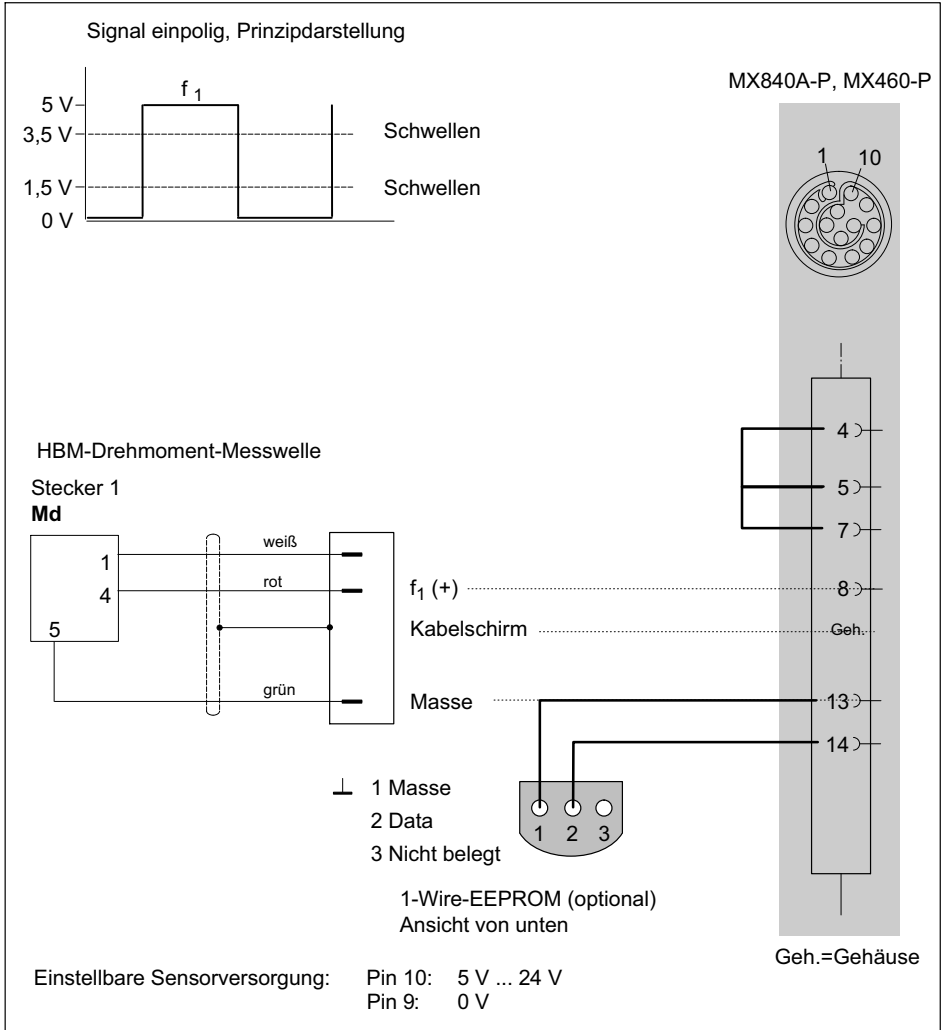 Signal einpolig, Prinzipdarstellung
f 1
5 V
3,5 V
Schwellen
1,5 V
Schwellen
0 V
MX840A-P, MX460-P
1 10
4
5
7
8
Geh.
13
14
HBM-Drehmoment-Messwelle
Stecker 1
Md
1
4
5
weiß
rot
grün
f1 (+)
Kabelschirm
Masse
1 Masse
2 Data
3 Nicht belegt
1 2 3
1-Wire-EEPROM (optional)
Ansicht von unten
Geh.=Gehäuse
Einstellbare Sensorversorgung: Pin 10: 5 V ... 24 V
Pin 9: 0 V